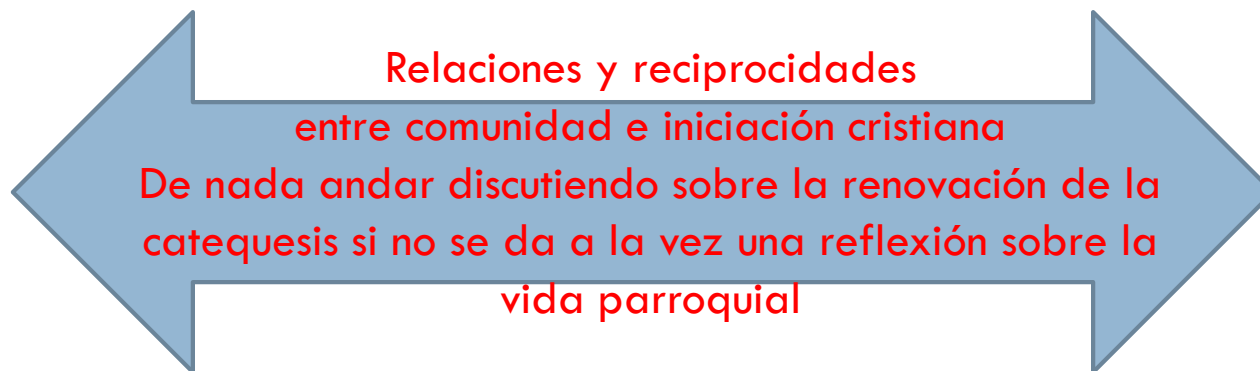 Relaciones y reciprocidades
entre comunidad e iniciación cristiana
De nada andar discutiendo sobre la renovación de la
catequesis si no se da a la vez una reflexión sobre la
vida parroquial